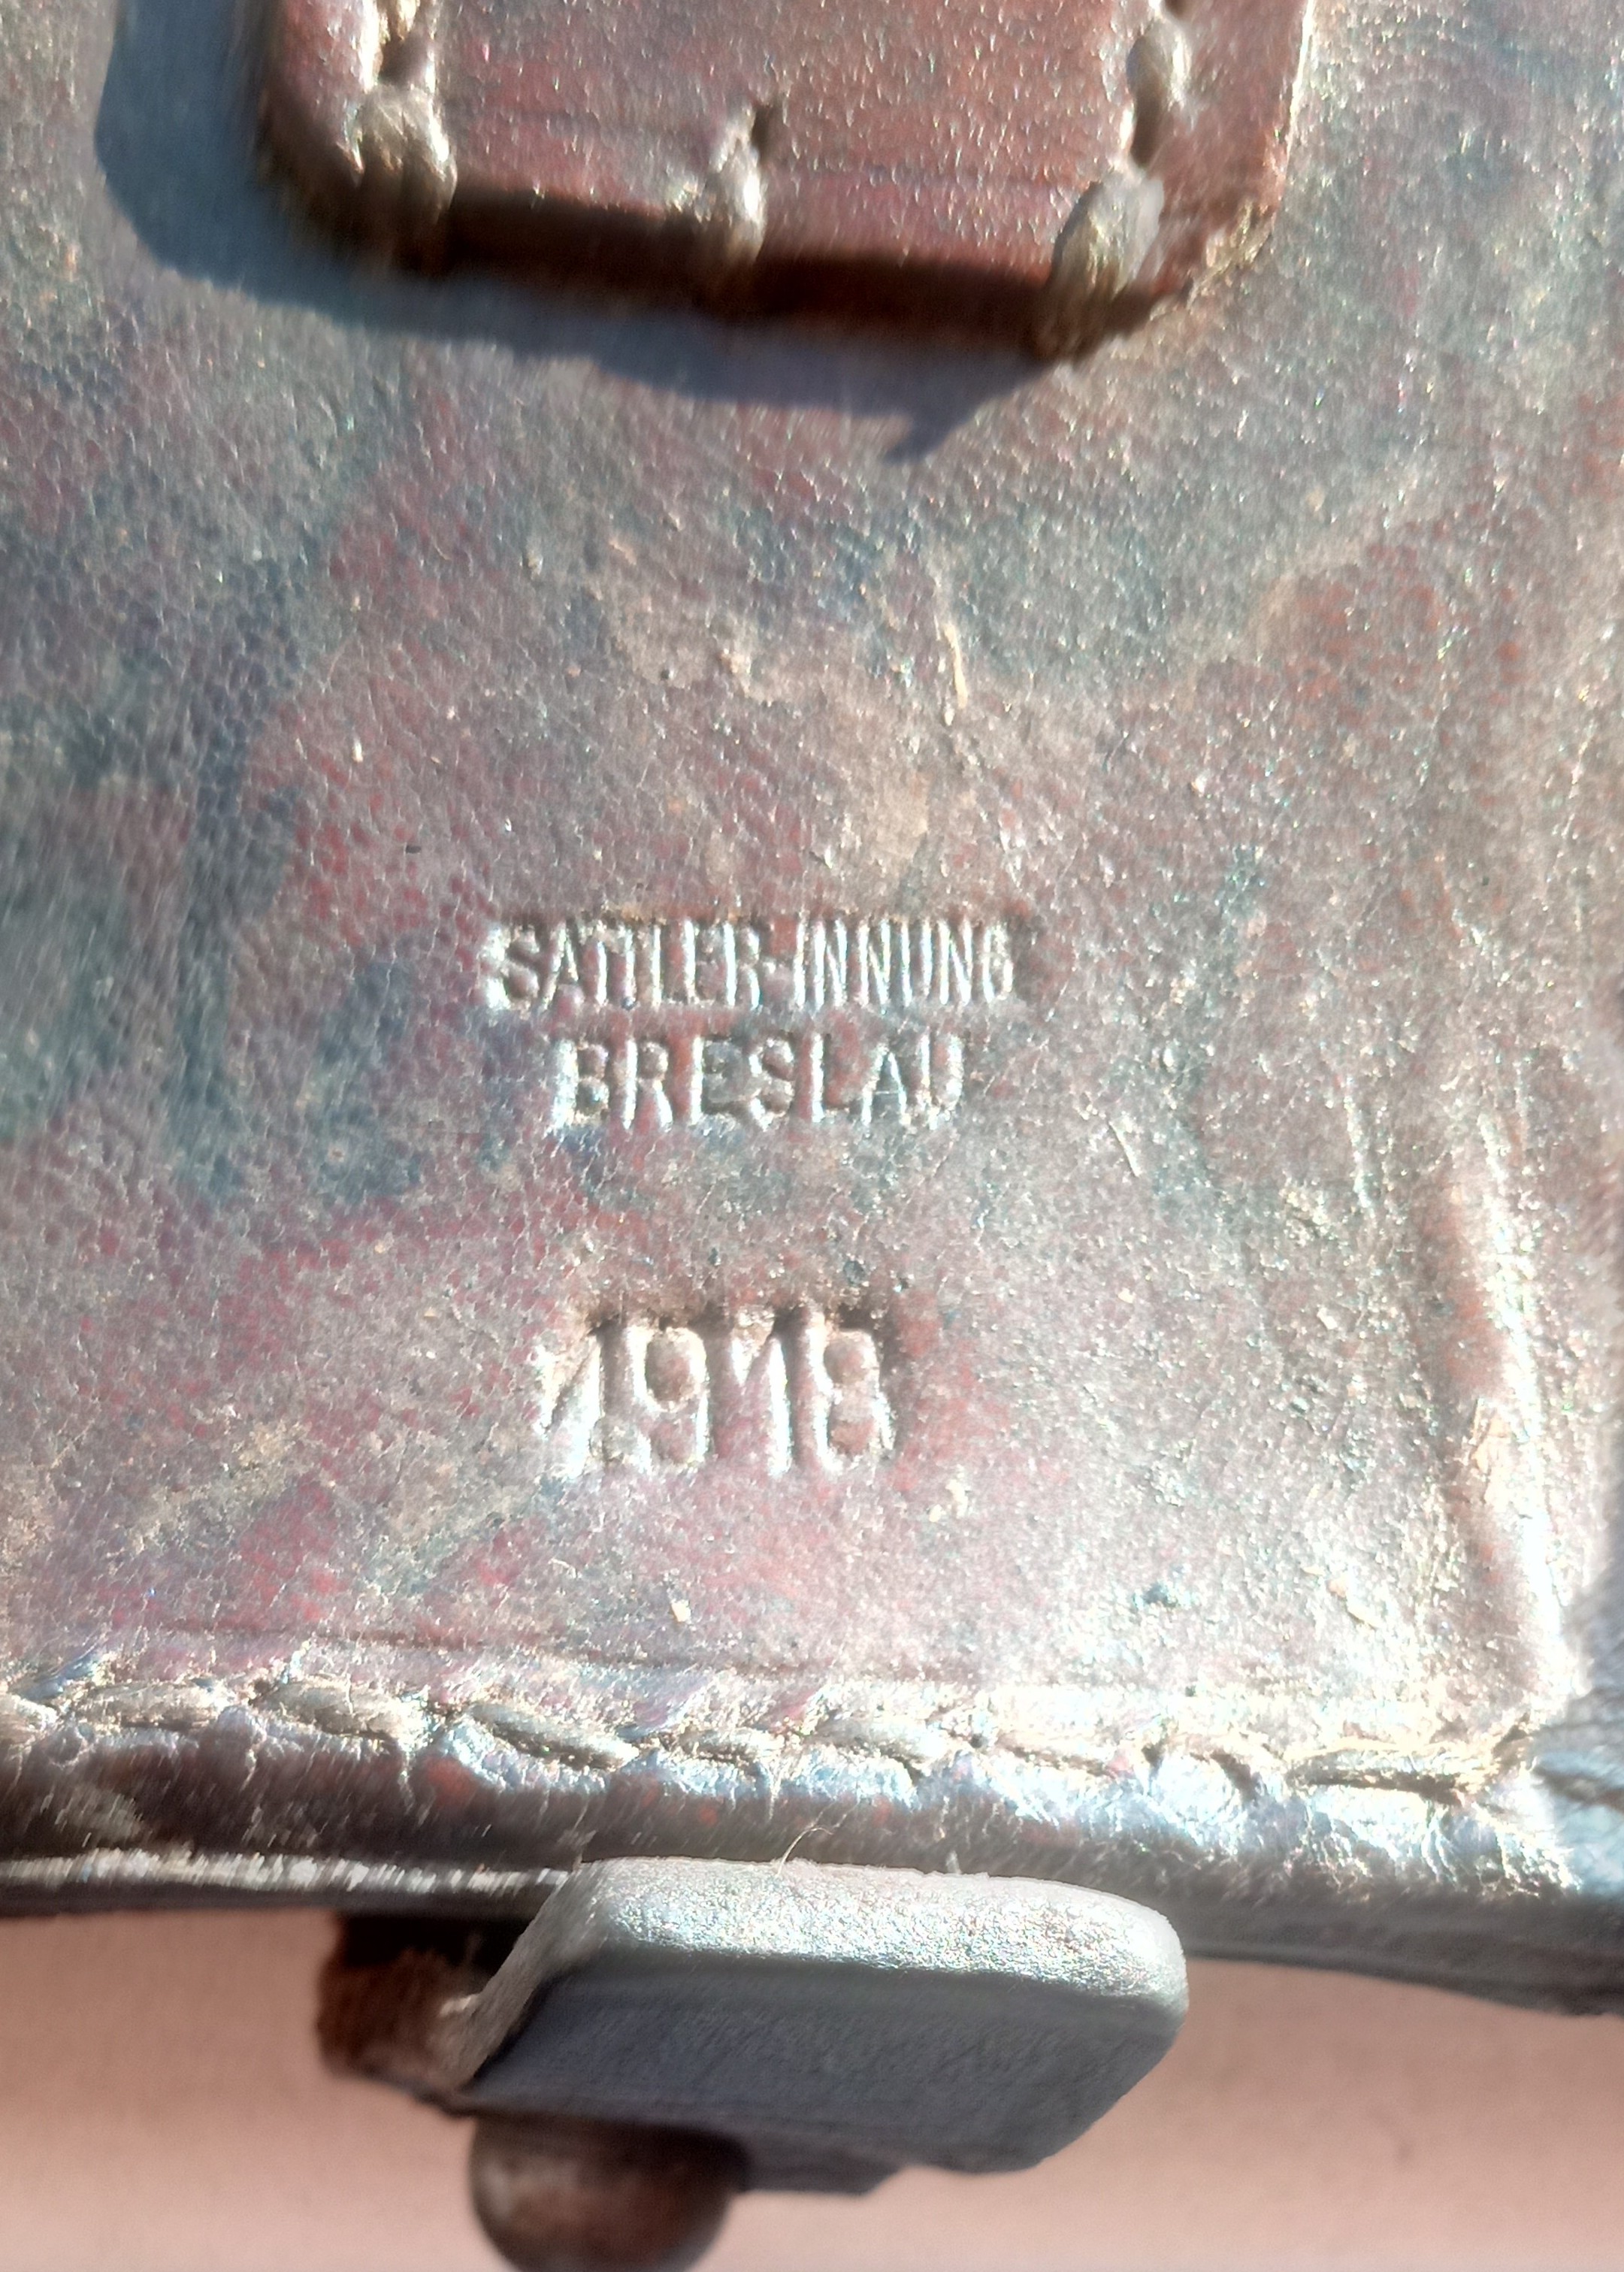 SATTLER-INNUNG
BRESLAU
1918